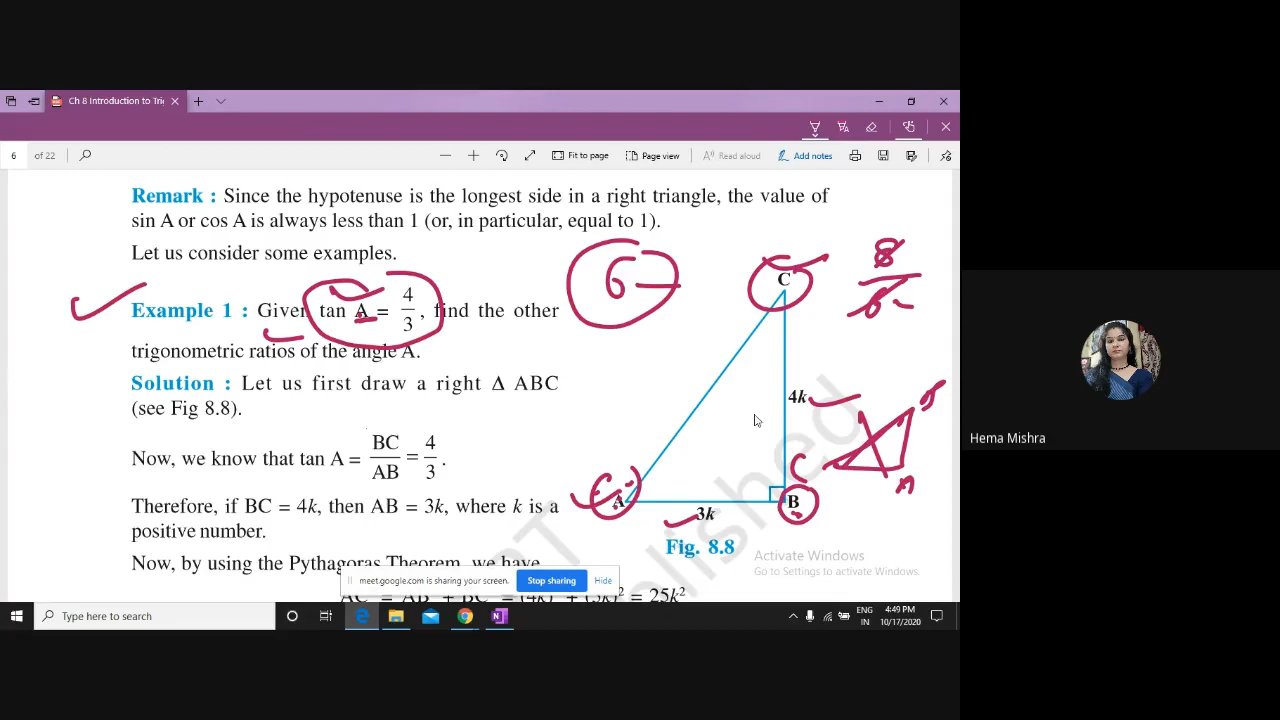 Ch 8 Introduction to Tri
6 of 22
Fit to page
Page view
Read aloud
Add notes
Remark : Since the hypotenuse is the longest side in a right triangle, the value of
sin A or cos A is always less than 1 (or, in particular, equal to 1).
Let us consider some examples.
6
C
8
6
Example 1 : Given tan A = 4/3, find the other
trigonometric ratios of the angle A.
Solution : Let us first draw a right Δ ABC
(see Fig 8.8).
4k
Now, we know that tan A = BC/AB = 4/3.
C
A
A
B
Therefore, if BC = 4k, then AB = 3k, where k is a
positive number.
3k
Fig. 8.8
Now, by using the Pythagoras Theorem, we have
Activate Windows
Go to Settings to activate Windows.
meet.google.com is sharing your screen.
Stop sharing
Hide
= 25k²
Hema Mishra
Type here to search
ENG
IN
4:49 PM
10/17/2020